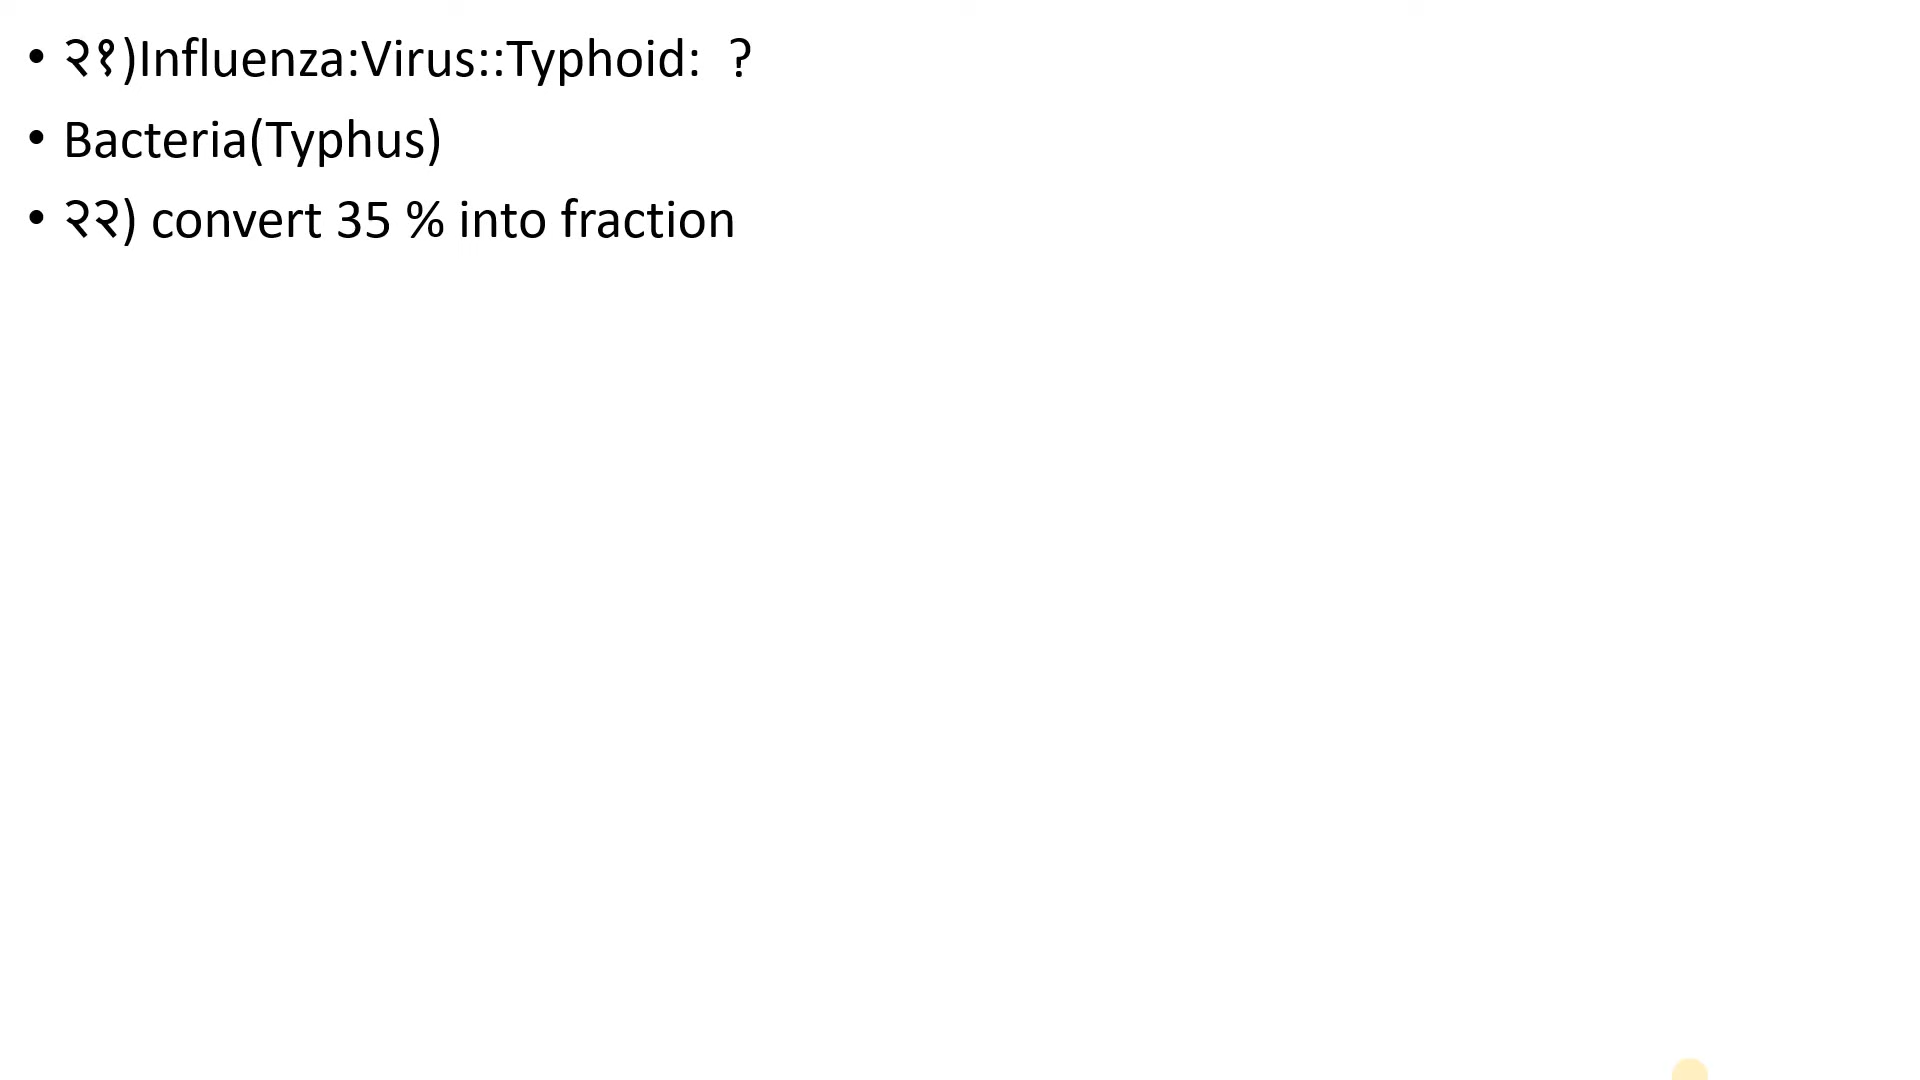 • २१)Influenza:Virus::Typhoid:  ?
• Bacteria(Typhus)
• २२) convert 35 % into fraction